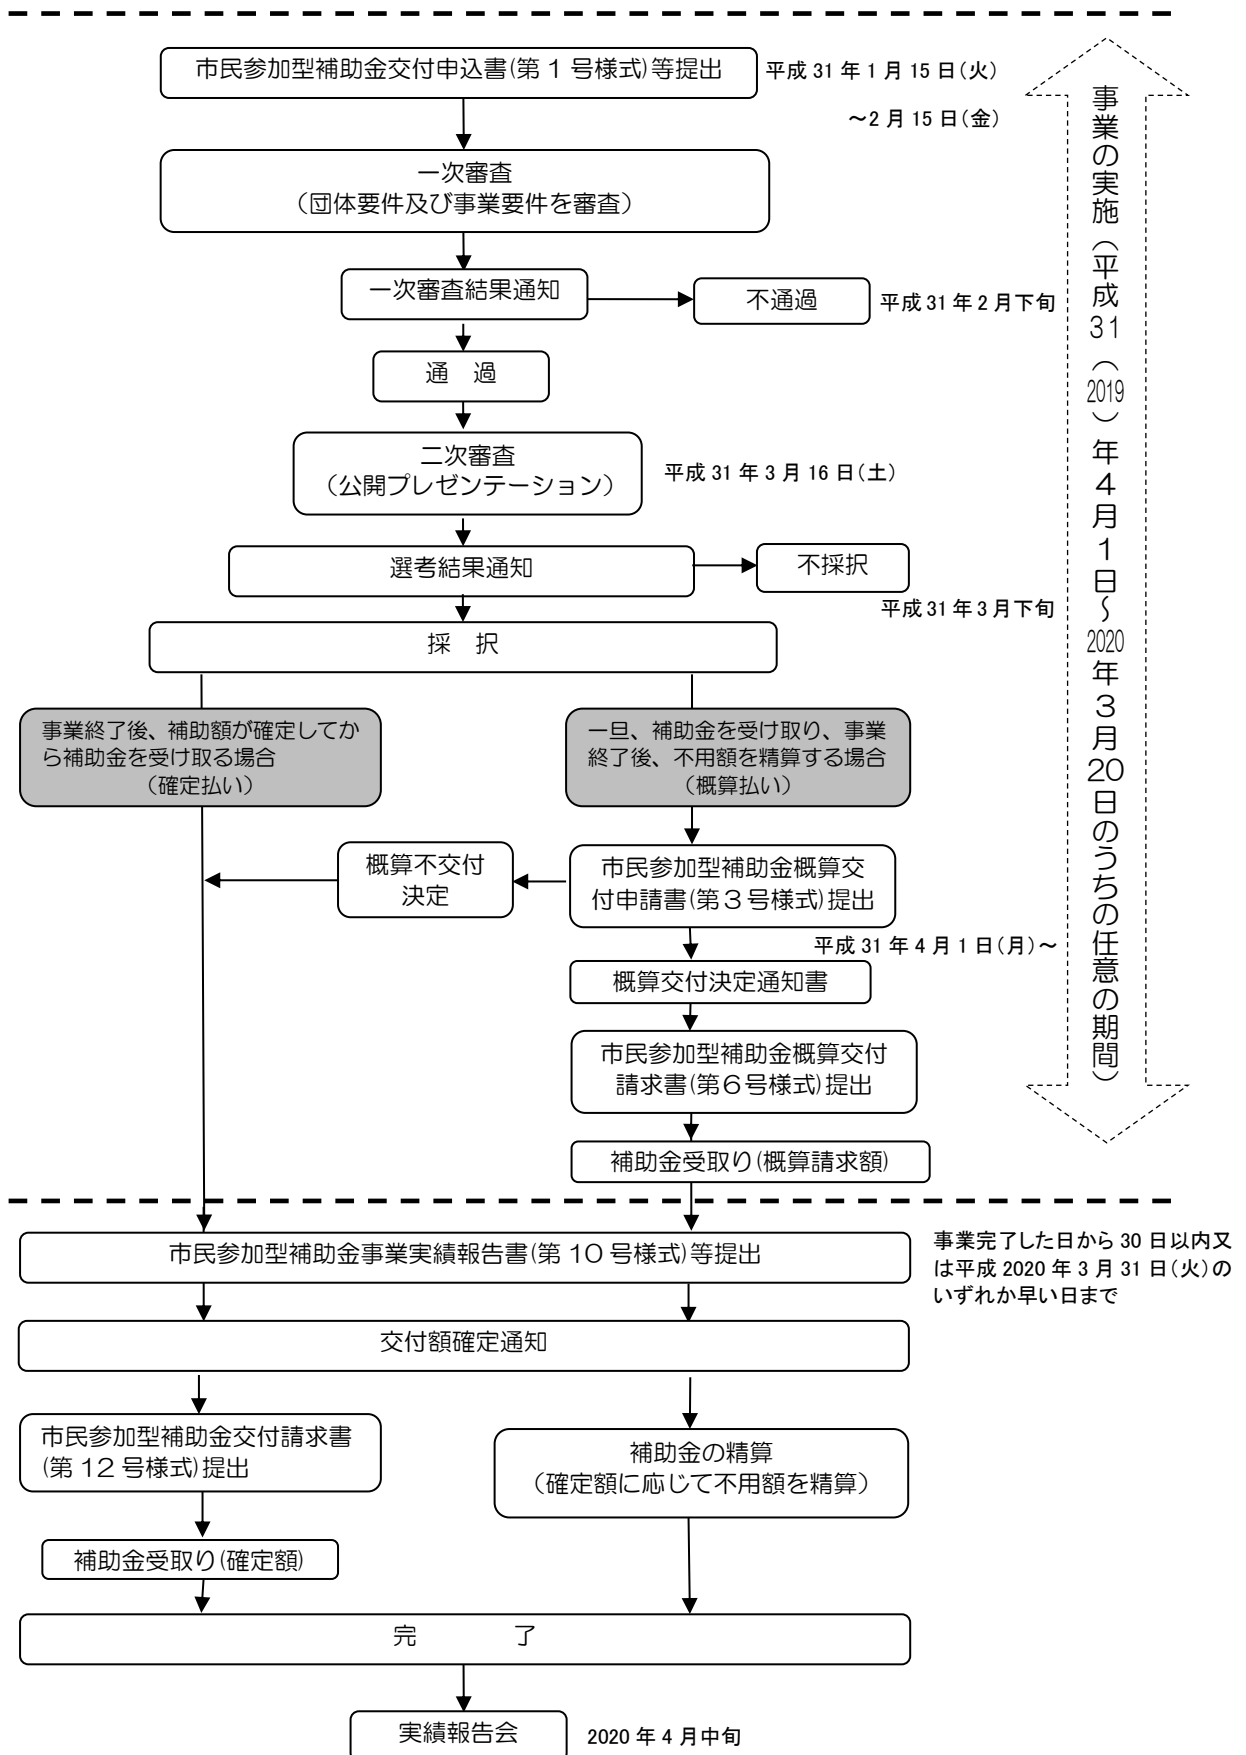 市民参加型補助金交付申込書(第1号様式)等提出
平成31年1月15日(火)
～2月15日(金)
一次審査
(団体要件及び事業要件を審査)
一次審査結果通知
不通過
平成31年2月下旬
通　過
二次審査
(公開プレゼンテーション)
平成31年3月16日(土)
選考結果通知
不採択
平成31年3月下旬
採　択
事業終了後、補助額が確定してか
ら補助金を受け取る場合
(確定払い)
一旦、補助金を受け取り、事業
終了後、不用額を精算する場合
(概算払い)
概算不交付
決定
市民参加型補助金概算交
付申請書(第3号様式)提出
平成31年4月1日(月)～
概算交付決定通知書
市民参加型補助金概算交付
請求書(第6号様式)提出
補助金受取り(概算請求額)
事業の実施(平成31(2019)年4月1日～2020年3月20日のうちの任意の期間)
市民参加型補助金事業実績報告書(第10号様式)等提出
事業完了した日から30日以内又
は平成2020年3月31日(火)の
いずれか早い日まで
交付額確定通知
市民参加型補助金交付請求書
(第12号様式)提出
補助金の精算
(確定額に応じて不用額を精算)
補助金受取り(確定額)
完　　　了
実績報告会
2020年4月中旬